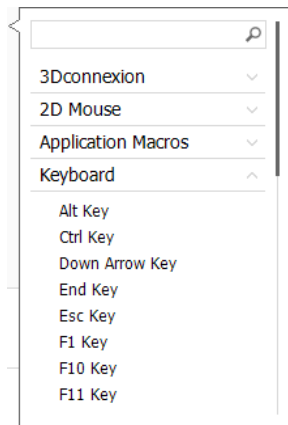 3Dconnexion
2D Mouse
Application Macros
Keyboard
Alt Key
Ctrl Key
Down Arrow Key
End Key
Esc Key
F1 Key
F10 Key
F11 Key